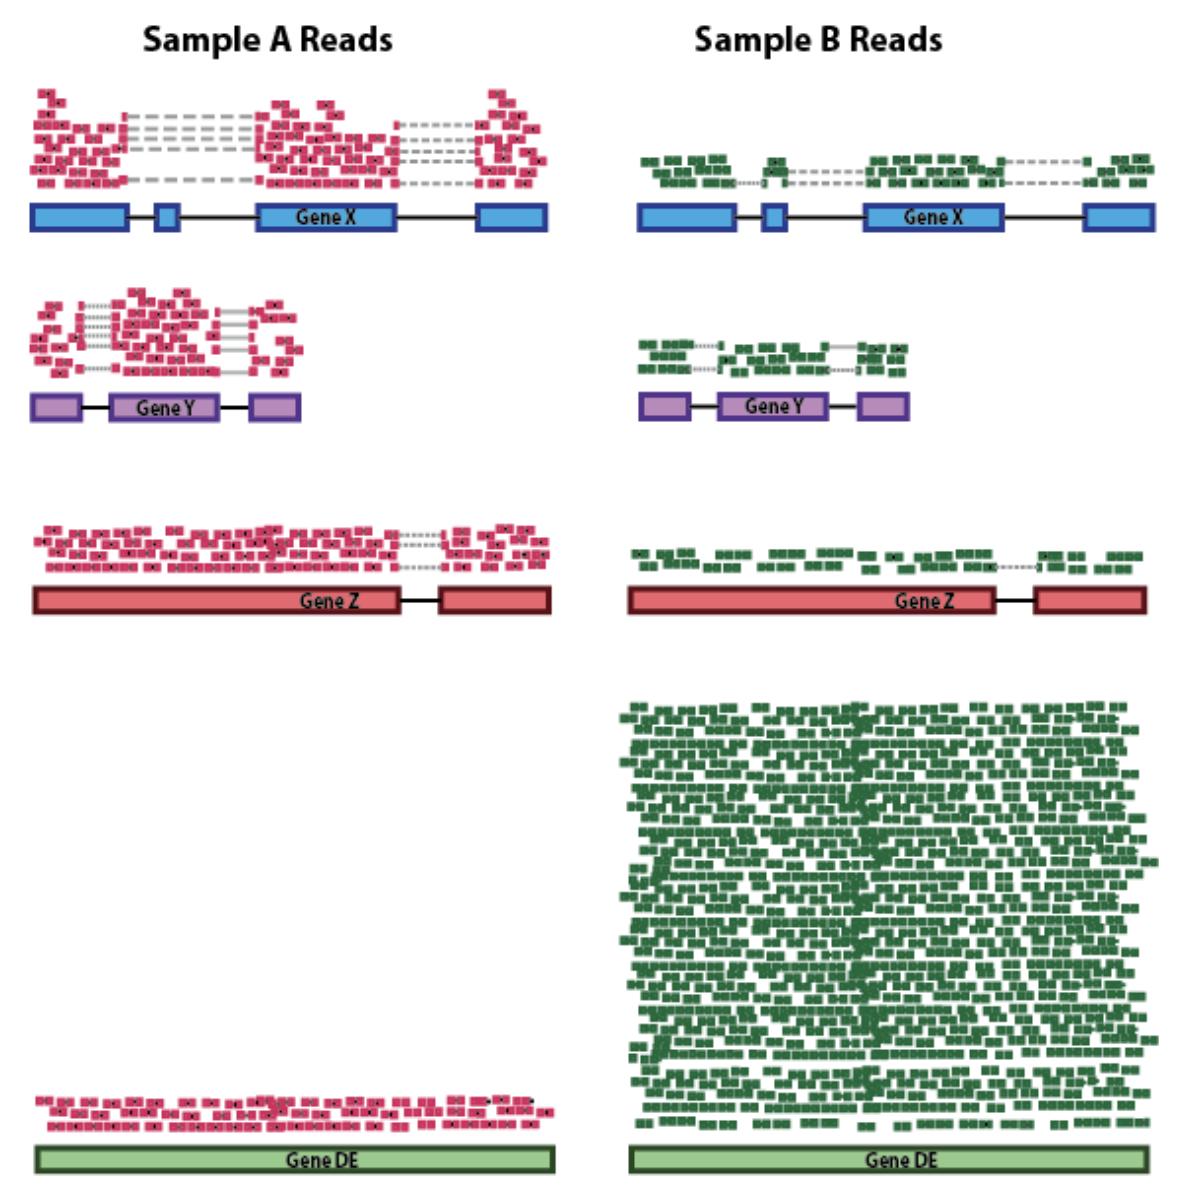 Sample A Reads
Sample B Reads
Gene X
Gene X
Gene Y
Gene Y
Gene Z
Gene Z
Gene DE
Gene DE